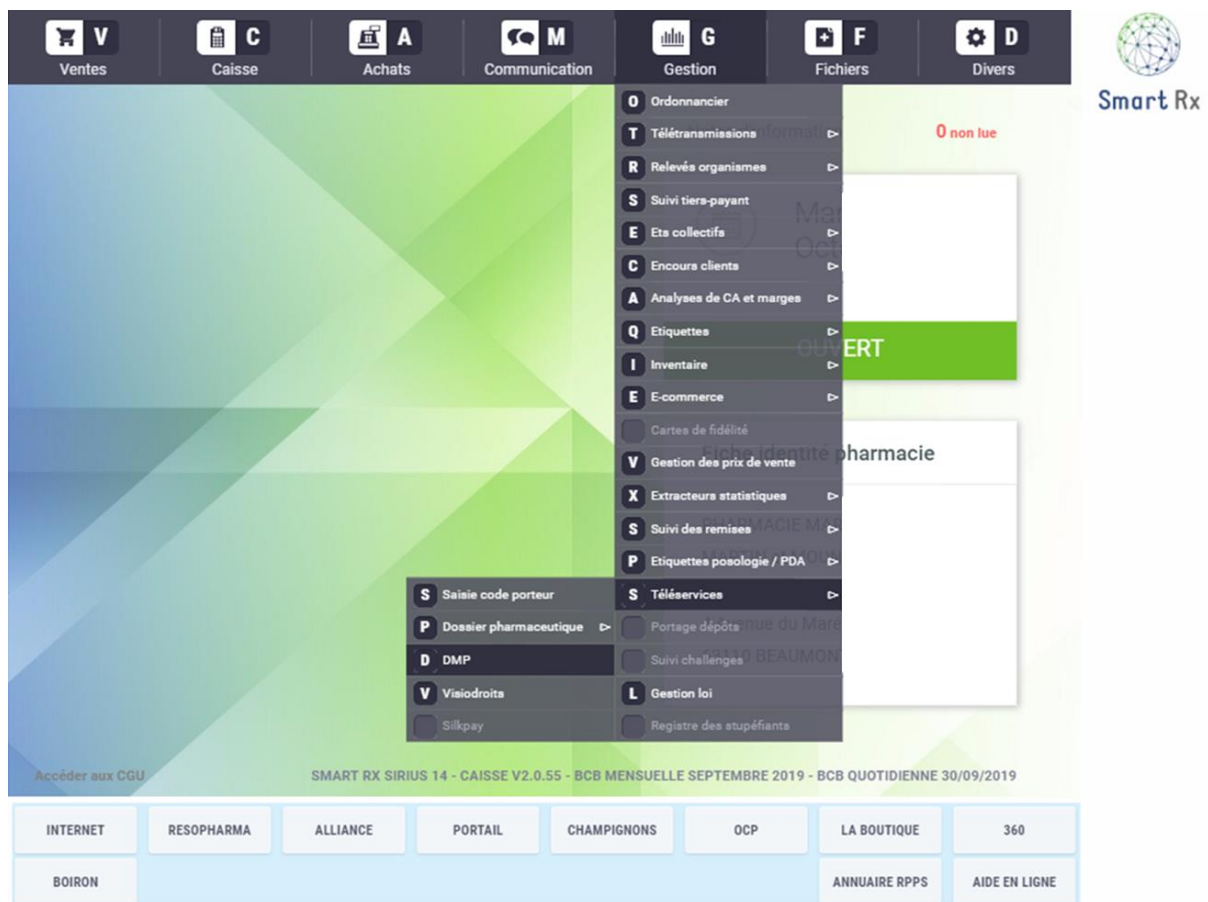 V C A M G F D
Ventes Caisse Achats Communication Gestion Fichiers Divers
Smart Rx
0 non lue
O Ordonnancier
T Télétransmissions
R Relevés organismes
S Suivi tiers-payant
E Ets collectifs
C Encours clients
A Analyses de CA et marges
Q Etiquettes
I Inventaire
E E-commerce
Cartes de fidélité
V Gestion des prix de vente
X Extracteurs statistiques
S Suivi des remises
P Etiquettes posologie / PDA
S Téléservices
Portage dépôts
Suivi challenges
L Gestion loi
Registre des stupéfiants
S Saisie code porteur
P Dossier pharmaceutique
D DMP
V Visiodroits
Silkpay
OUVERT
Fiche identité pharmacie
Accéder aux CGU
SMART RX SIRIUS 14 - CAISSE V2.0.55 - BCB MENSUELLE SEPTEMBRE 2019 - BCB QUOTIDIENNE 30/09/2019
INTERNET RESOPHARMA ALLIANCE PORTAIL CHAMPIGNONS OCP LA BOUTIQUE 360
BOIRON ANNUAIRE RPPS AIDE EN LIGNE